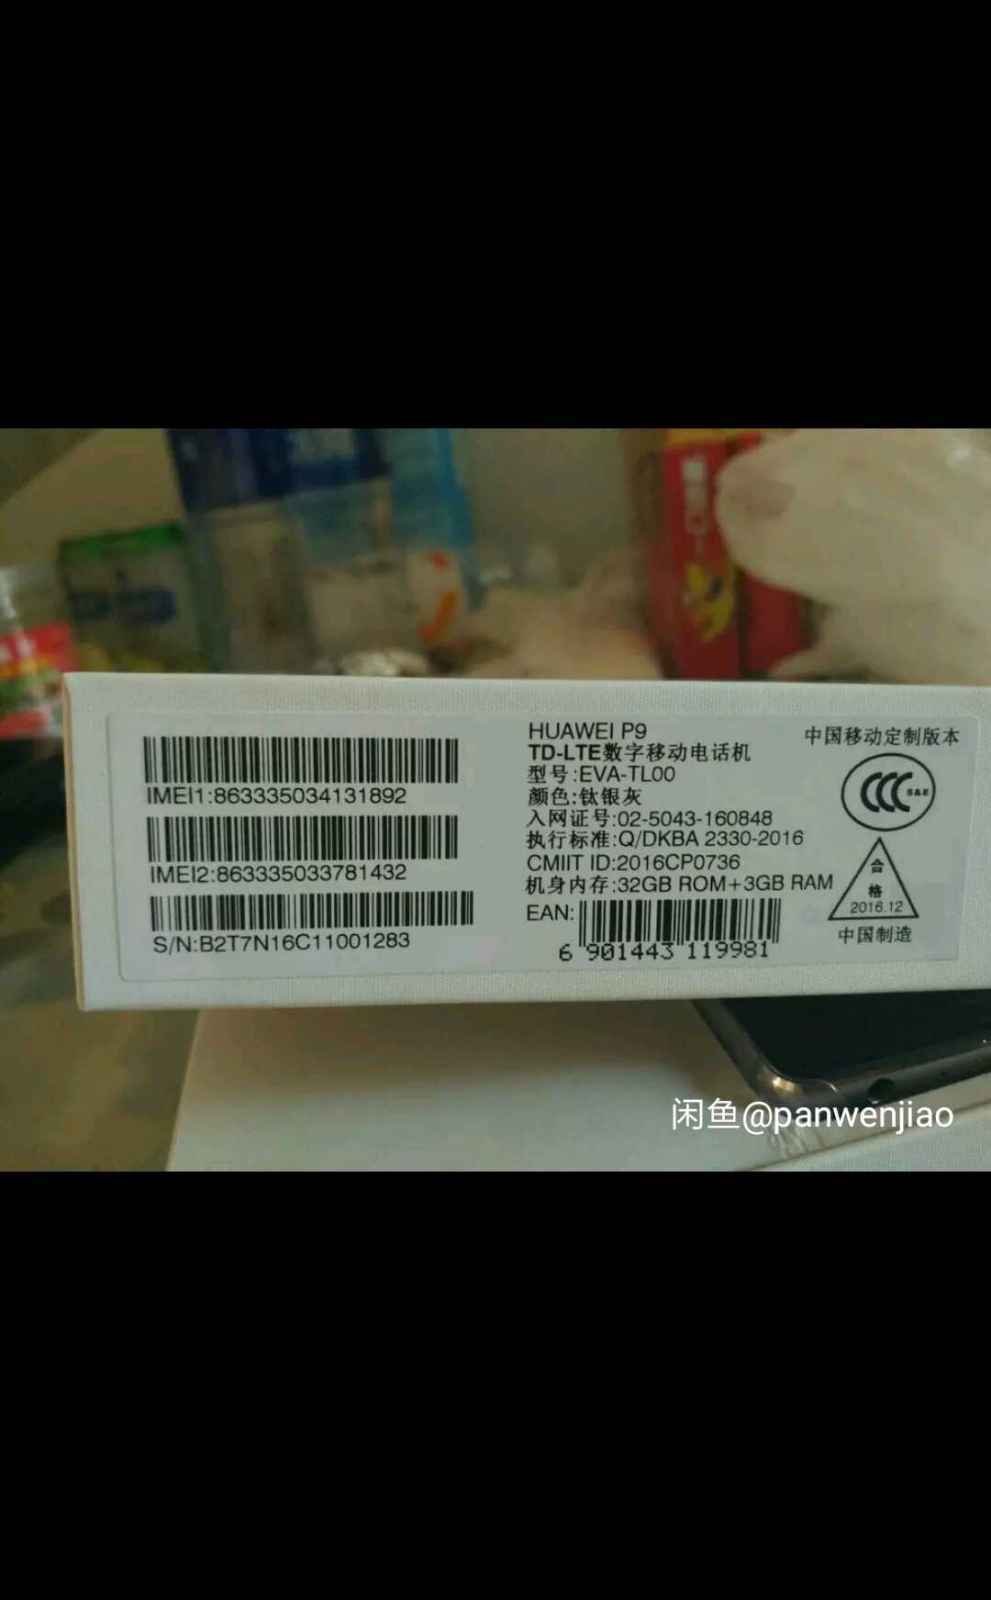 IMEI1:863335034131892
IMEI2:863335033781432
S/N:B2T7N16C11001283
HUAWEI P9
TD-LTE数字移动电话机
型号:EVA-TL00
颜色:钛银灰
入网证号:02-5043-160848
执行标准:Q/DKBA 2330-2016
CMIIT ID:2016CP0736
机身内存:32GB ROM+3GB RAM
EAN:
6 901443 119981
中国移动定制版本
CCC S&E
合
格
2016.12
中国制造
闲鱼@panwenjiao